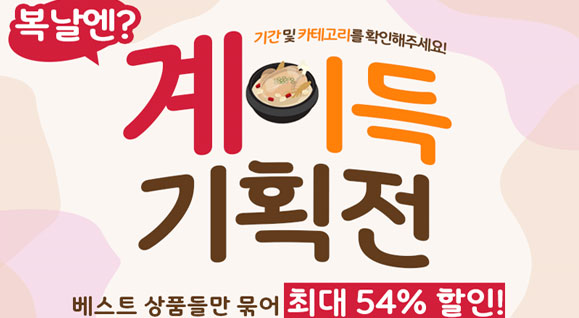 복날엔?
기간 및 카테고리를 확인해주세요!
계이득
기획전
베스트 상품들만 묶어 최대 54% 할인!